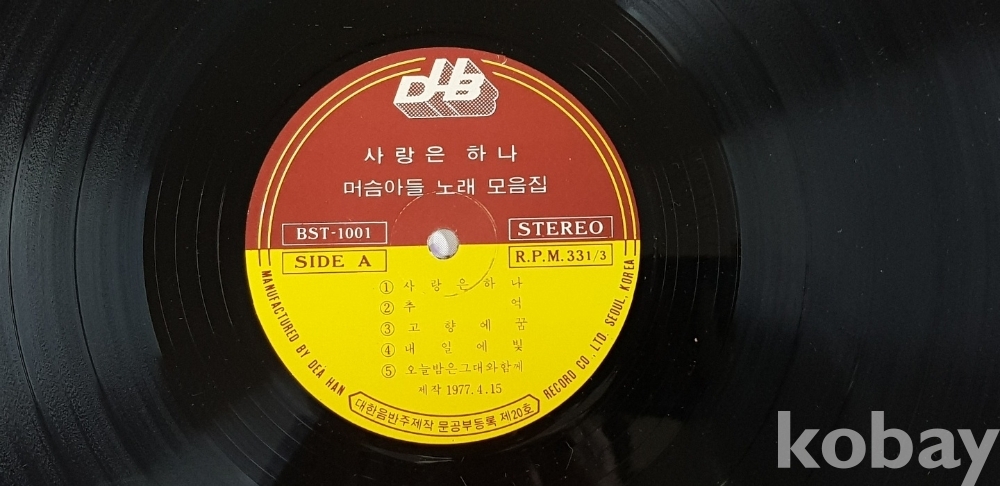 DHB
사랑은 하나
머슴아들 노래 모음집
BST-1001
STEREO
SIDE A
R.P.M. 33 1/3
① 사랑은하나
② 추억
③ 고향에꿈
④ 내일에빛
⑤ 오늘밤은그대와함께
제작 1977.4.15
MANUFACTURED BY DEA HAN RECORD CO., LTD. SEOUL, KOREA
대한음반주제작 문공부등록 제20호
kobay